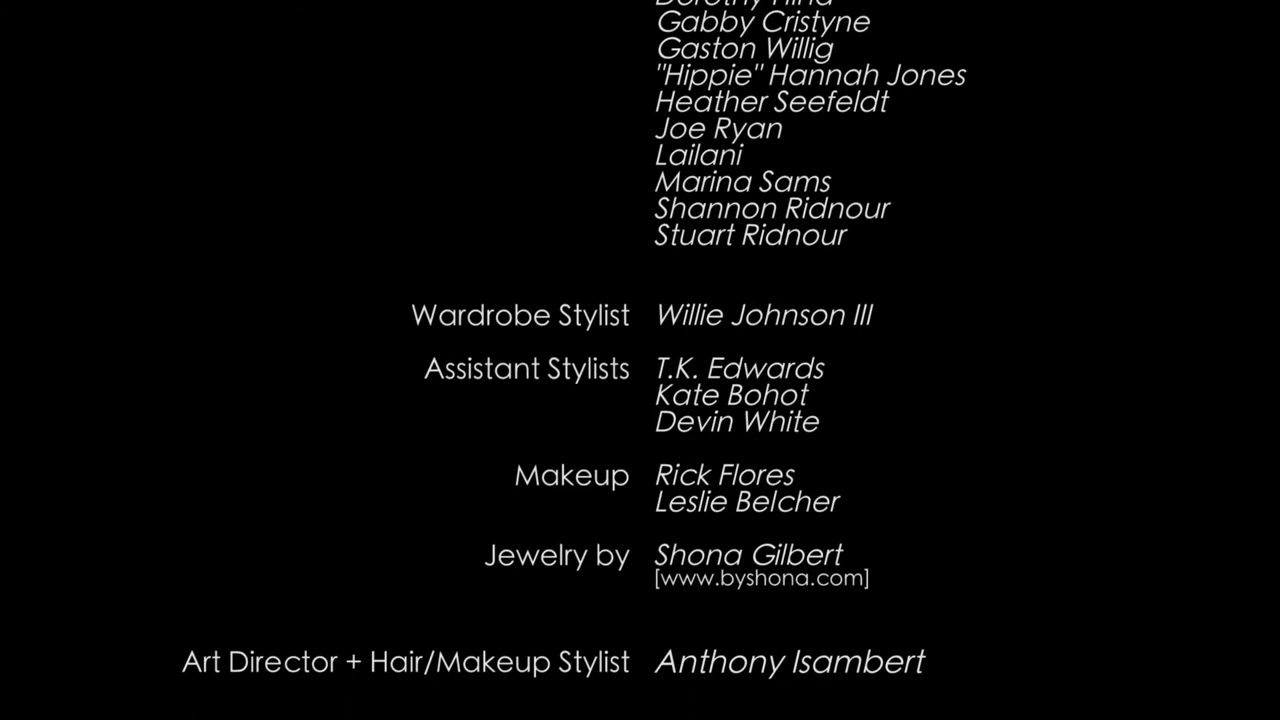 Gabby Cristyne
Gaston Willig
"Hippie" Hannah Jones
Heather Seefeldt
Joe Ryan
Lailani
Marina Sams
Shannon Ridnour
Stuart Ridnour
Wardrobe Stylist Willie Johnson III
Assistant Stylists T.K. Edwards
Kate Bohot
Devin White
Makeup Rick Flores
Leslie Belcher
Jewelry by Shona Gilbert
[www.byshona.com]
Art Director + Hair/Makeup Stylist Anthony Isambert